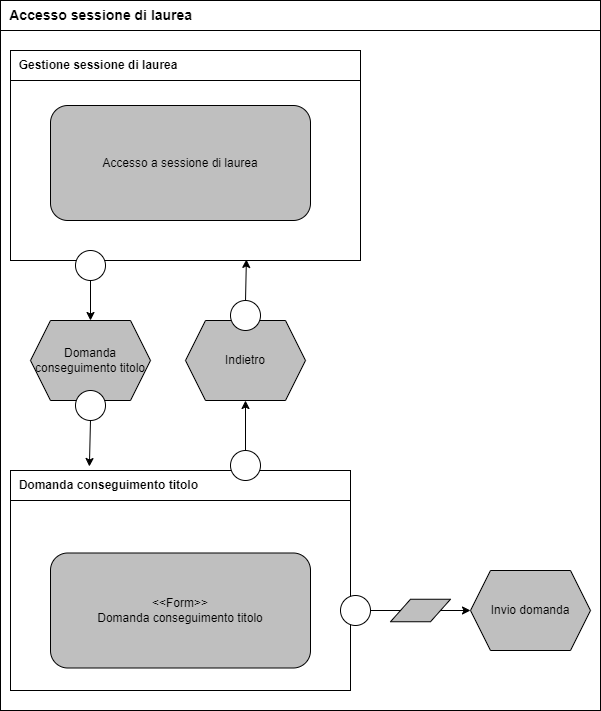 Accesso sessione di laurea
Gestione sessione di laurea
Accesso a sessione di laurea
Domanda
conseguimento titolo
Indietro
Domanda conseguimento titolo
<<Form>>
Domanda conseguimento titolo
Invio domanda